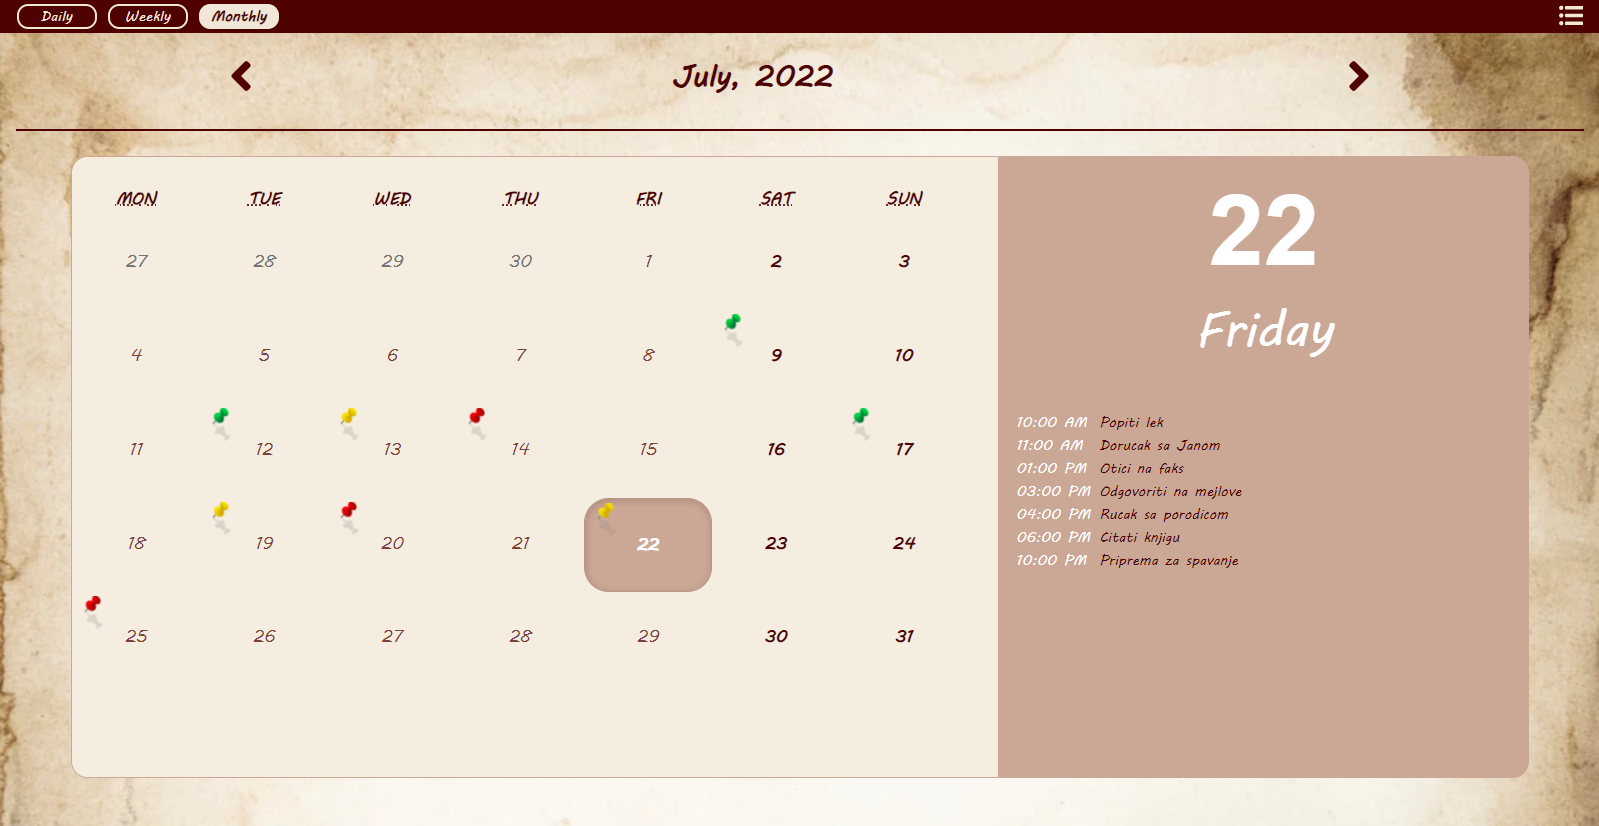 Daily Weekly Monthly
July, 2022
MON TUE WED THU FRI SAT SUN
27 28 29 30 1 2 3
4 5 6 7 8 9 10
11 12 13 14 15 16 17
18 19 20 21 22 23 24
25 26 27 28 29 30 31
22
Friday
10:00 AM Popiti lek
11:00 AM Dorucak sa Janom
01:00 PM Otici na faks
03:00 PM Odgovoriti na mejlove
04:00 PM Rucak sa porodicom
06:00 PM Citati knjigu
10:00 PM Priprema za spavanje